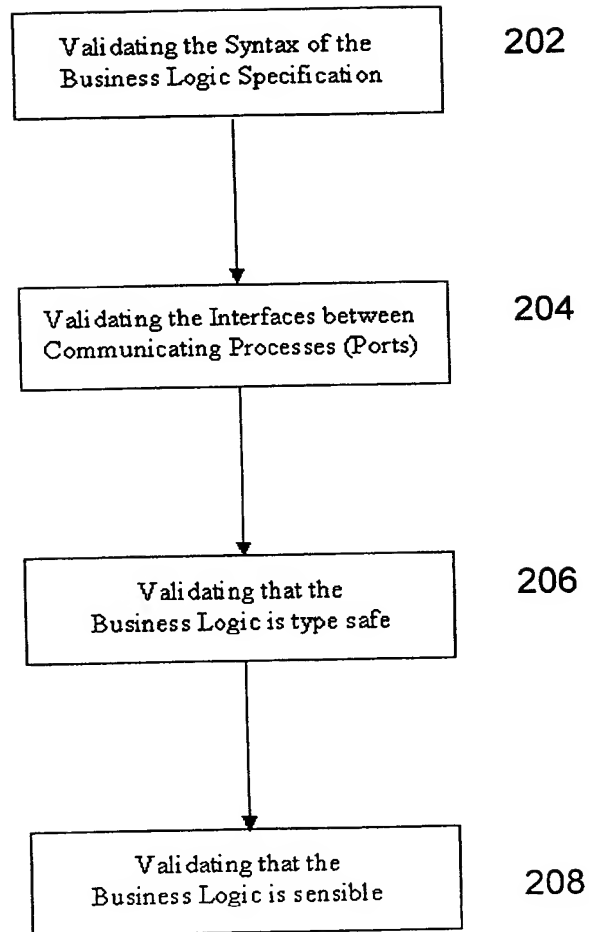 Validating the Syntax of the
Business Logic Specification
202
Validating the Interfaces between
Communicating Processes (Ports)
204
Validating that the
Business Logic is type safe
206
Validating that the
Business Logic is sensible
208